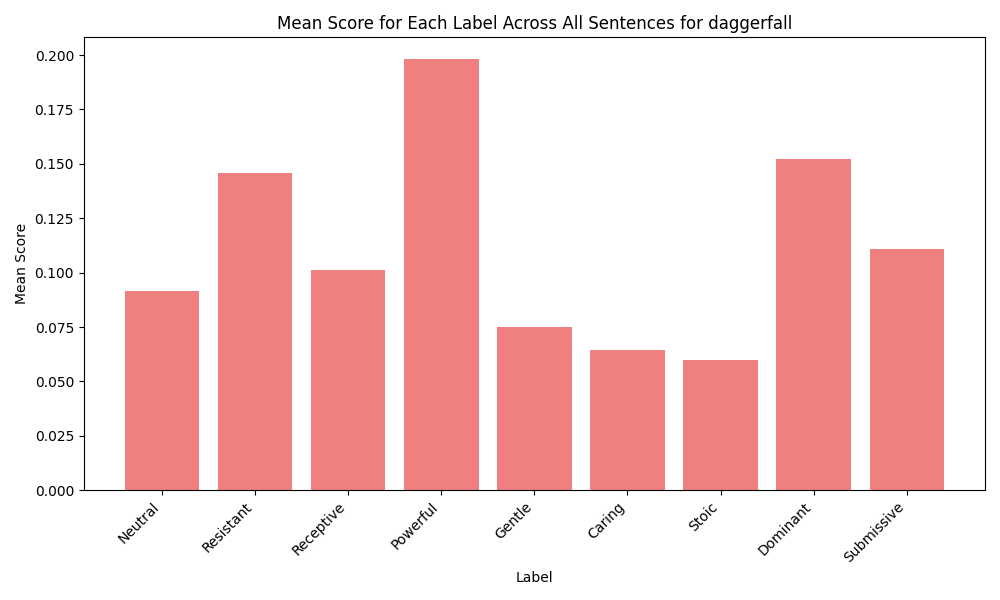 Mean Score for Each Label Across All Sentences for daggerfall
0.200
0.175
0.150
0.125
0.100
0.075
0.050
0.025
0.000
Mean Score
Neutral
Resistant
Receptive
Powerful
Gentle
Caring
Stoic
Dominant
Submissive
Label